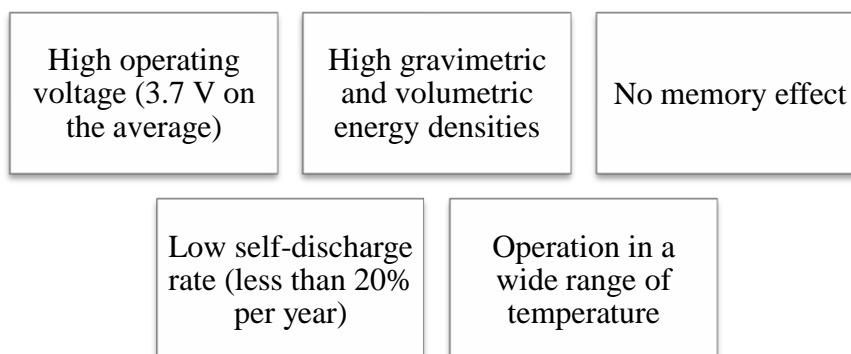 High operating
voltage (3.7 V on
the average)
High gravimetric
and volumetric
energy densities
No memory effect
Low self-discharge
rate (less than 20%
per year)
Operation in a
wide range of
temperature